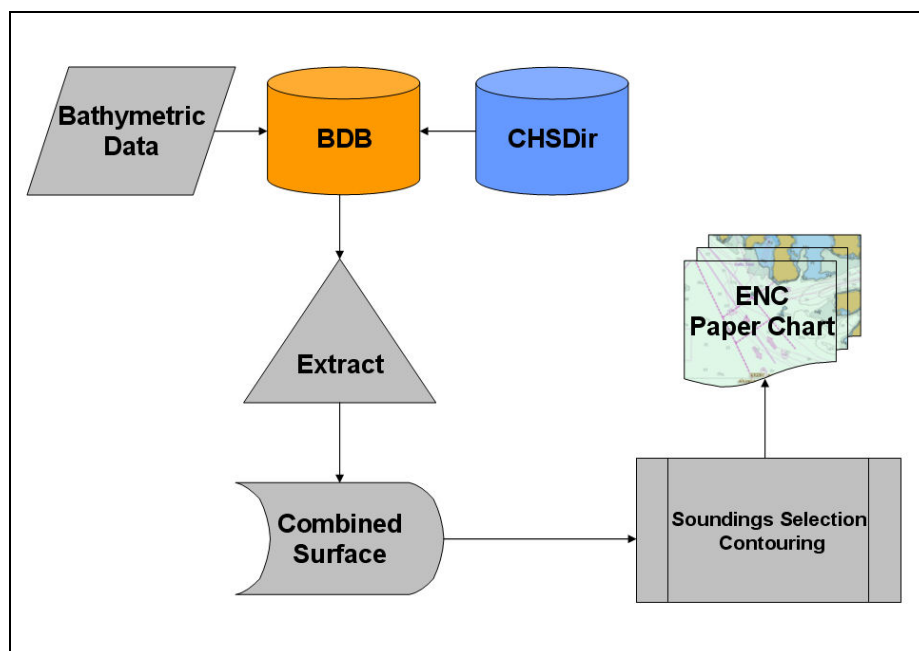 Bathymetric
Data
BDB
CHSDir
ENC
Paper Chart
Extract
Combined
Surface
Soundings Selection
Contouring